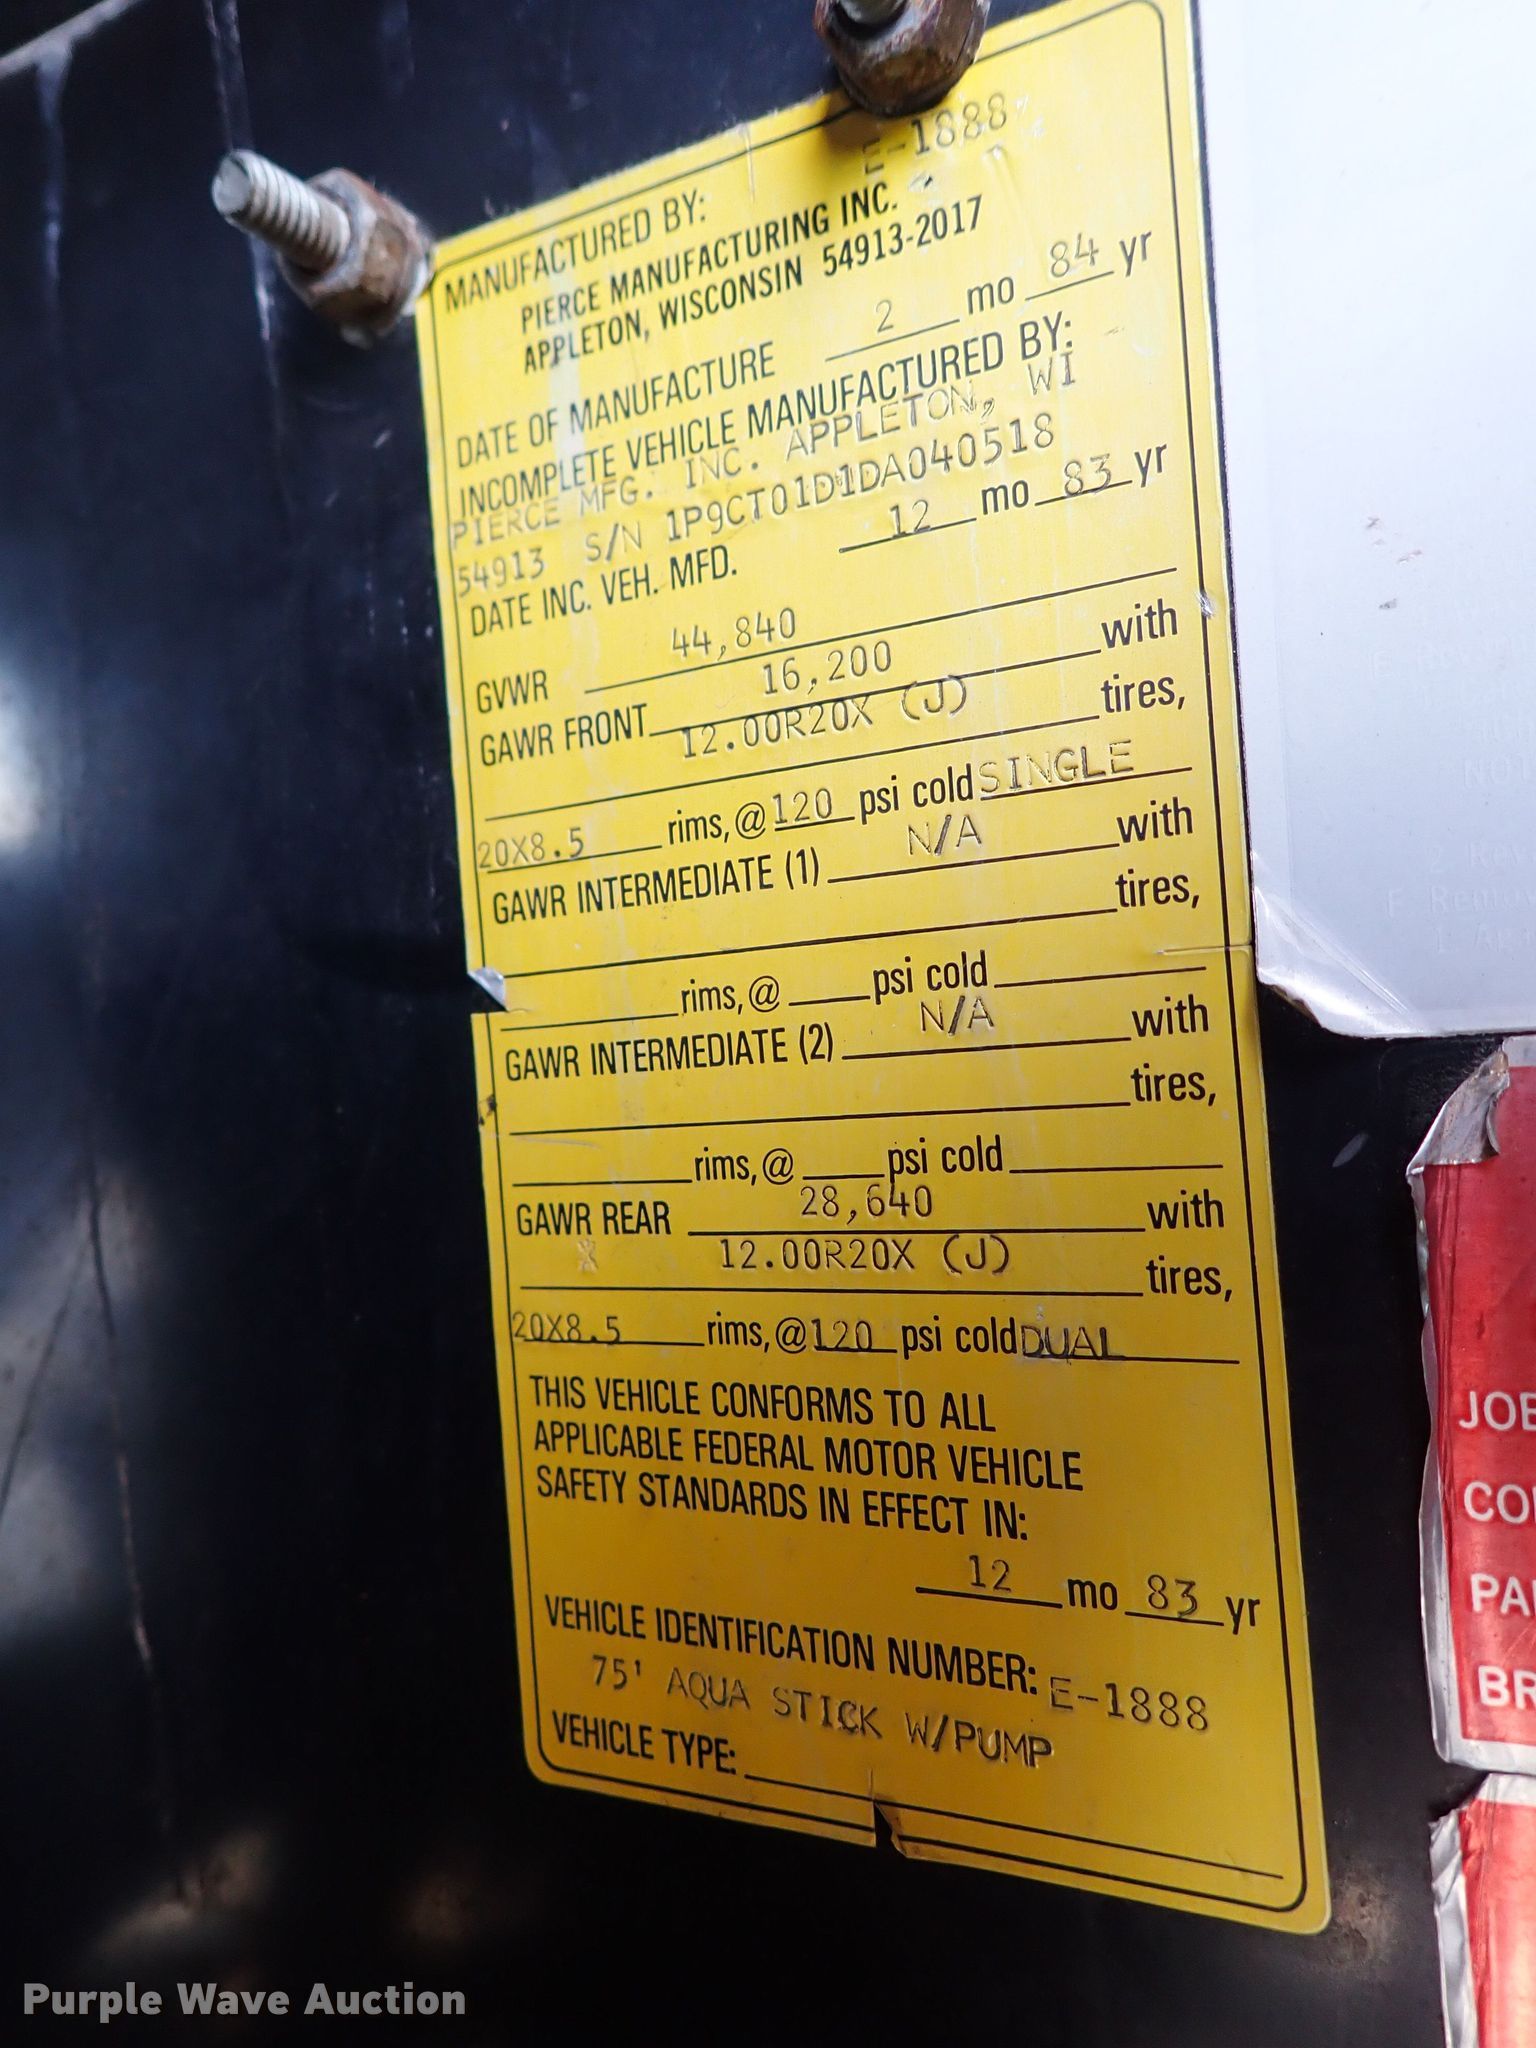 E-1888
MANUFACTURED BY:
PIERCE MANUFACTURING INC.
APPLETON, WISCONSIN 54913-2017
DATE OF MANUFACTURE 2 mo 84 yr
INCOMPLETE VEHICLE MANUFACTURED BY:
PIERCE MFG. INC. APPLETON, WI
54913 S/N 1P9CT01D1DA040518
DATE INC. VEH. MFD. 12 mo 83 yr
GVWR 44,840
GAWR FRONT 16,200 with
12.00R20X (J) tires,
20X8.5 rims, @ 120 psi cold SINGLE
GAWR INTERMEDIATE (1) N/A with
tires,
rims, @ psi cold
GAWR INTERMEDIATE (2) N/A with
tires,
rims, @ psi cold
GAWR REAR 28,640 with
12.00R20X (J) tires,
20X8.5 rims, @ 120 psi cold DUAL
THIS VEHICLE CONFORMS TO ALL
APPLICABLE FEDERAL MOTOR VEHICLE
SAFETY STANDARDS IN EFFECT IN:
12 mo 83 yr
VEHICLE IDENTIFICATION NUMBER: E-1888
75' AQUA STICK W/PUMP
VEHICLE TYPE:
JOB
CO
PA
BR
Purple Wave Auction